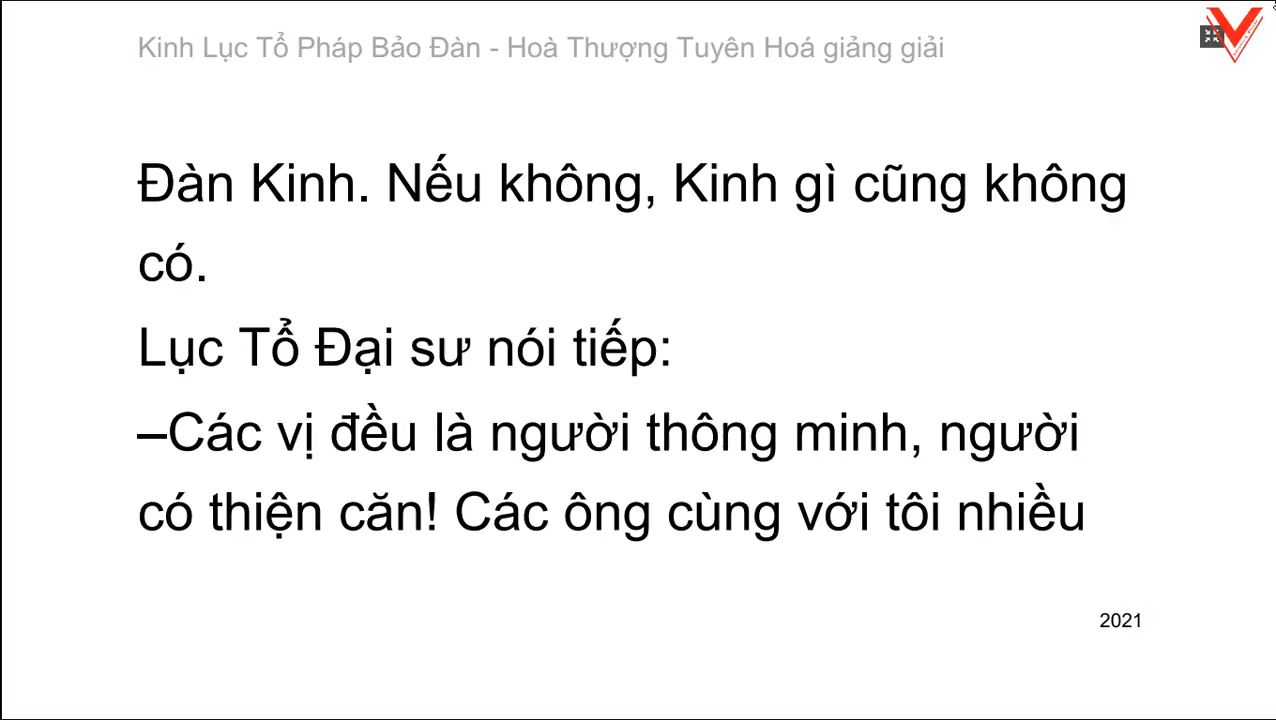 Kinh Lục Tổ Pháp Bảo Đàn - Hoà Thượng Tuyên Hoá giảng giải
Đàn Kinh. Nếu không, Kinh gì cũng không
có.
Lục Tổ Đại sư nói tiếp:
–Các vị đều là người thông minh, người
có thiện căn! Các ông cùng với tôi nhiều
2021